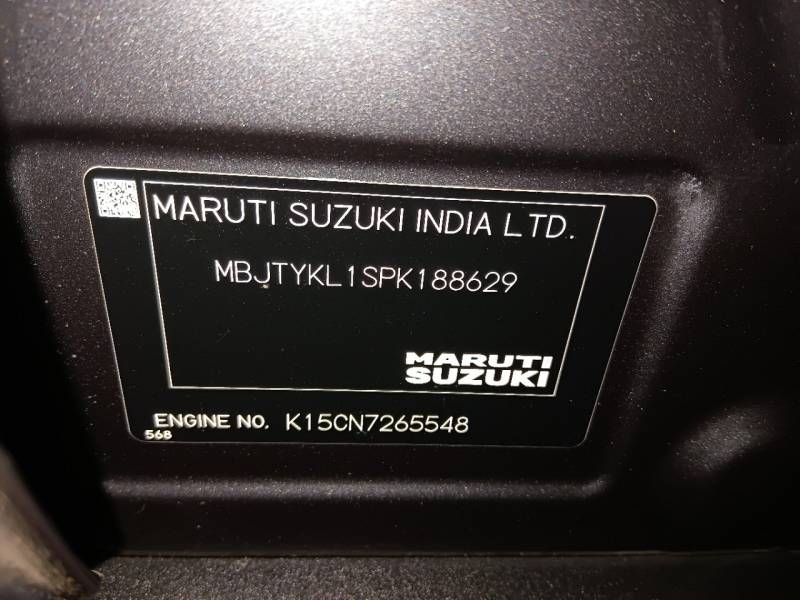 MARUTI SUZUKI INDIA LTD.
MBJTYKL1SPK188629
MARUTI
SUZUKI
ENGINE NO. K15CN7265548
568